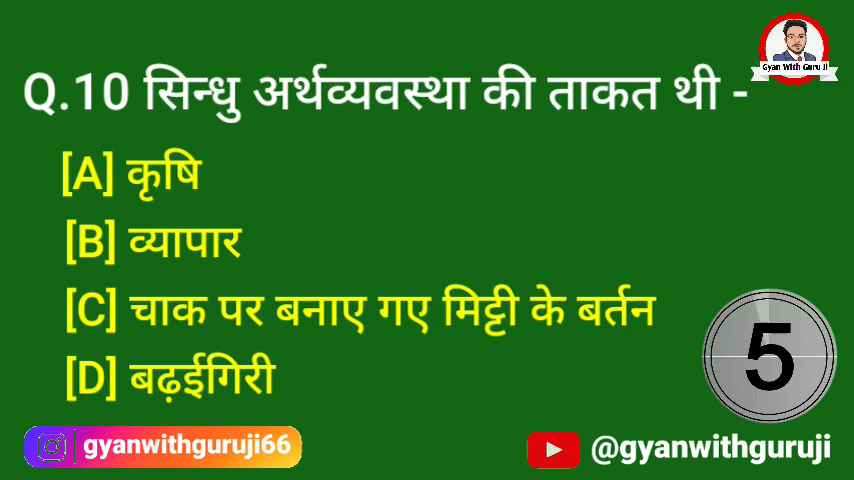 Gyan With Guru Ji
Q.10 सिन्धु अर्थव्यवस्था की ताकत थी -
[A] कृषि
[B] व्यापार
[C] चाक पर बनाए गए मिट्टी के बर्तन
[D] बढ़ईगिरी
5
gyanwithguruji66
@gyanwithguruji